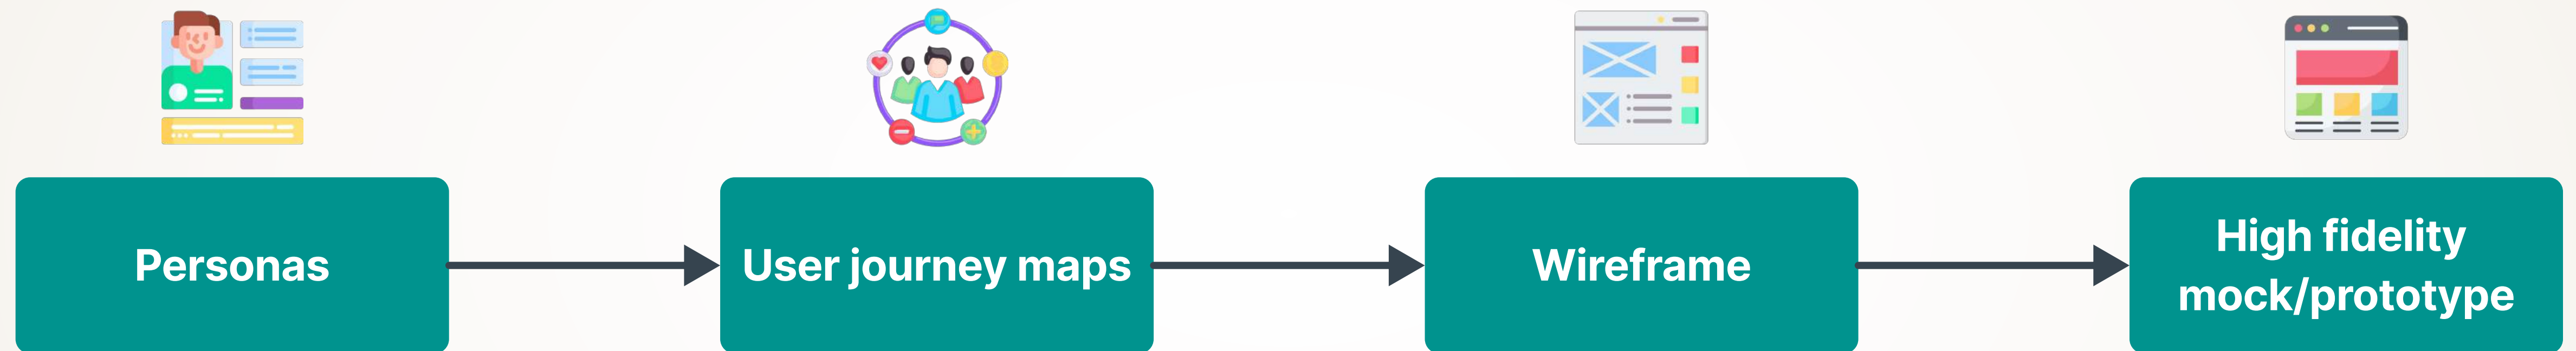 Personas
User journey maps
Wireframe
High fidelity
mock/prototype